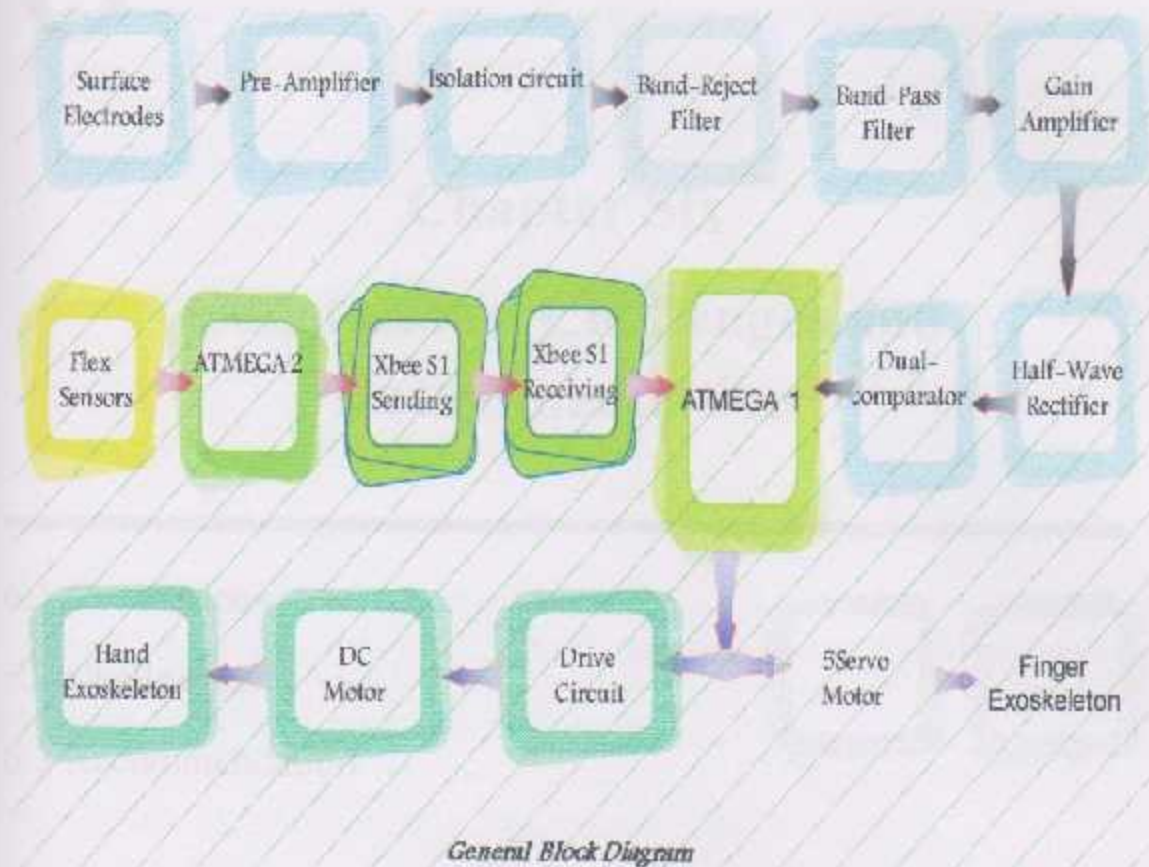 Surface
Electrodes
Pre-Amplifier
Isolation circuit
Band-Reject
Filter
Band-Pass
Filter
Gain
Amplifier
Flex
Sensors
ATMEGA 2
Xbee S1
Sending
Xbee S1
Receiving
ATMEGA 1
Dual-
comparator
Half-Wave
Rectifier
Hand
Exoskeleton
DC
Motor
Drive
Circuit
5Servo
Motor
Finger
Exoskeleton
General Block Diagram